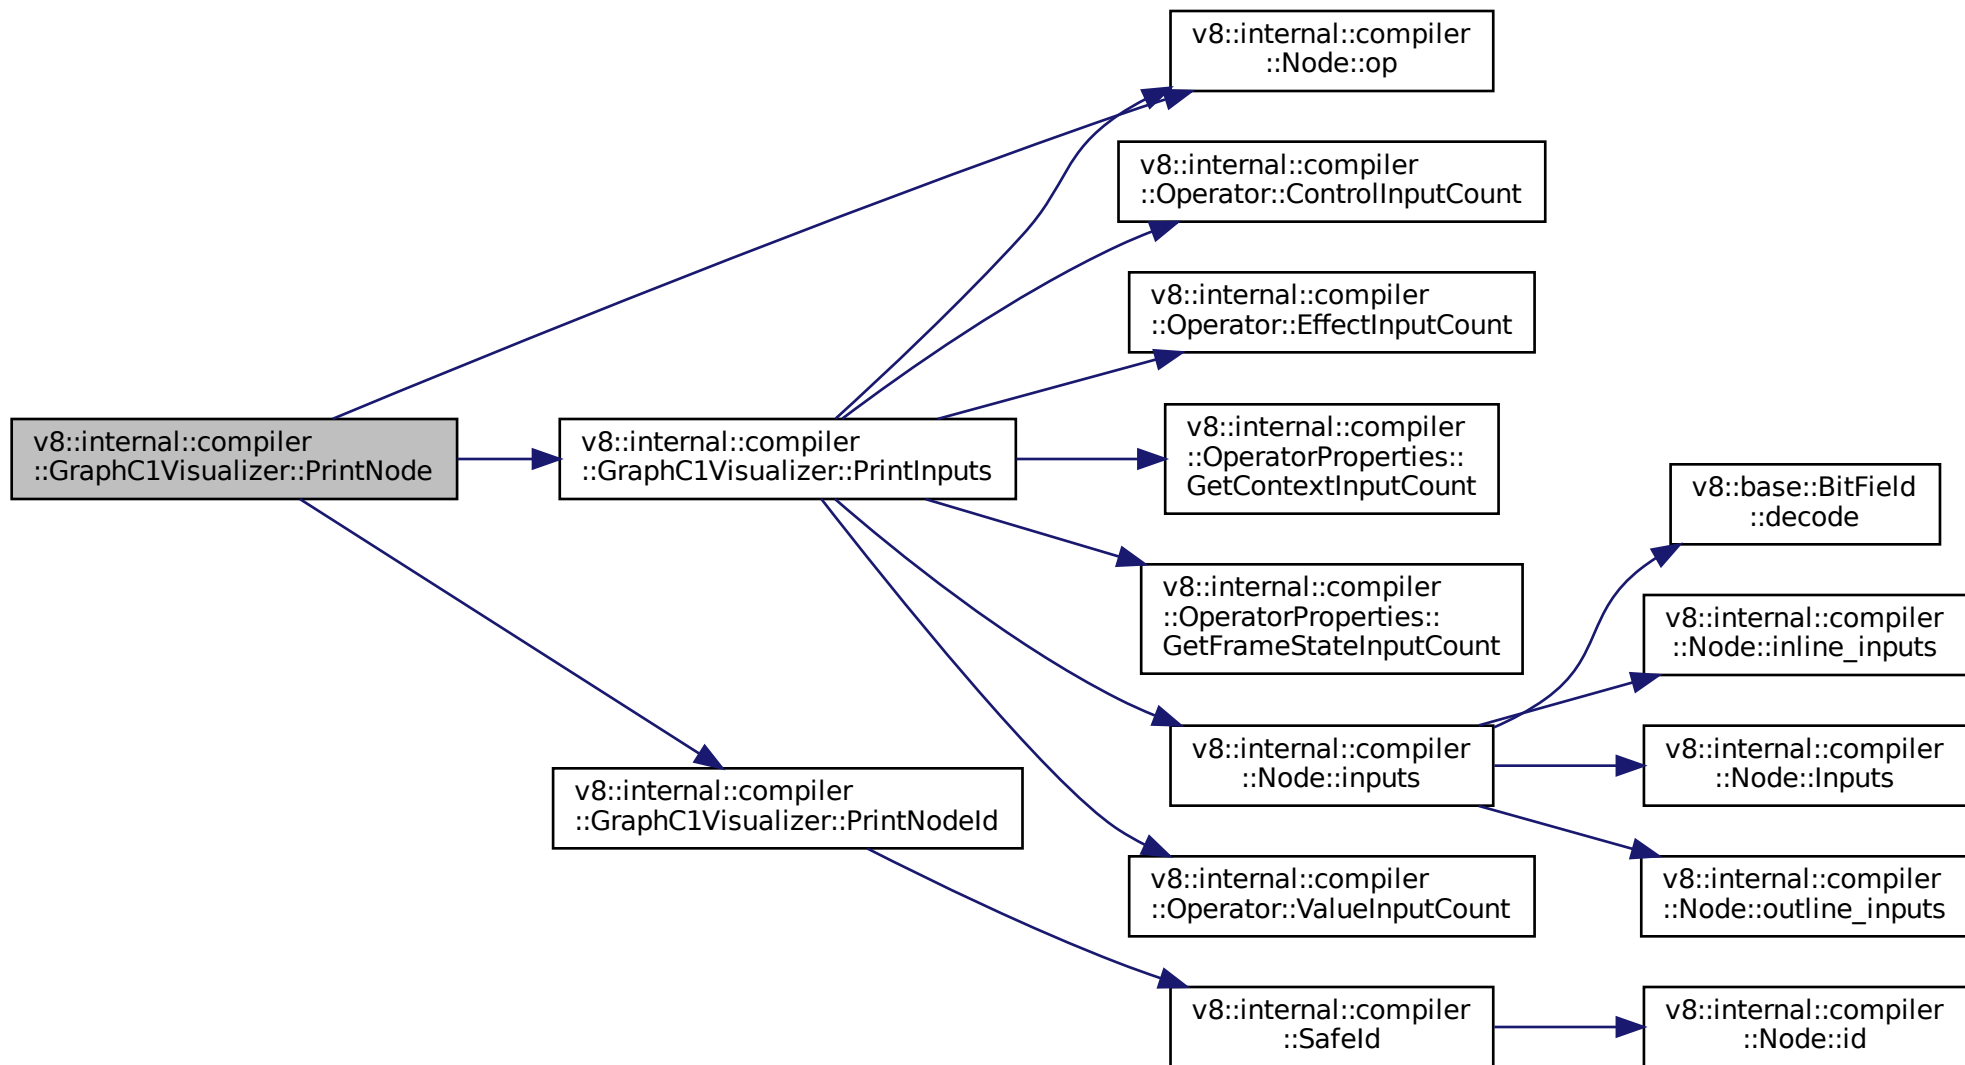 v8::internal::compiler
::Node::op
v8::internal::compiler
::Operator::ControlInputCount
v8::internal::compiler
::Operator::EffectInputCount
v8::internal::compiler
::GraphC1Visualizer::PrintNode
v8::internal::compiler
::GraphC1Visualizer::PrintInputs
v8::internal::compiler
::OperatorProperties::
GetContextInputCount
v8::base::BitField
::decode
v8::internal::compiler
::OperatorProperties::
GetFrameStateInputCount
v8::internal::compiler
::Node::inline_inputs
v8::internal::compiler
::Node::inputs
v8::internal::compiler
::Node::Inputs
v8::internal::compiler
::GraphC1Visualizer::PrintNodeId
v8::internal::compiler
::Operator::ValueInputCount
v8::internal::compiler
::Node::outline_inputs
v8::internal::compiler
::SafeId
v8::internal::compiler
::Node::id